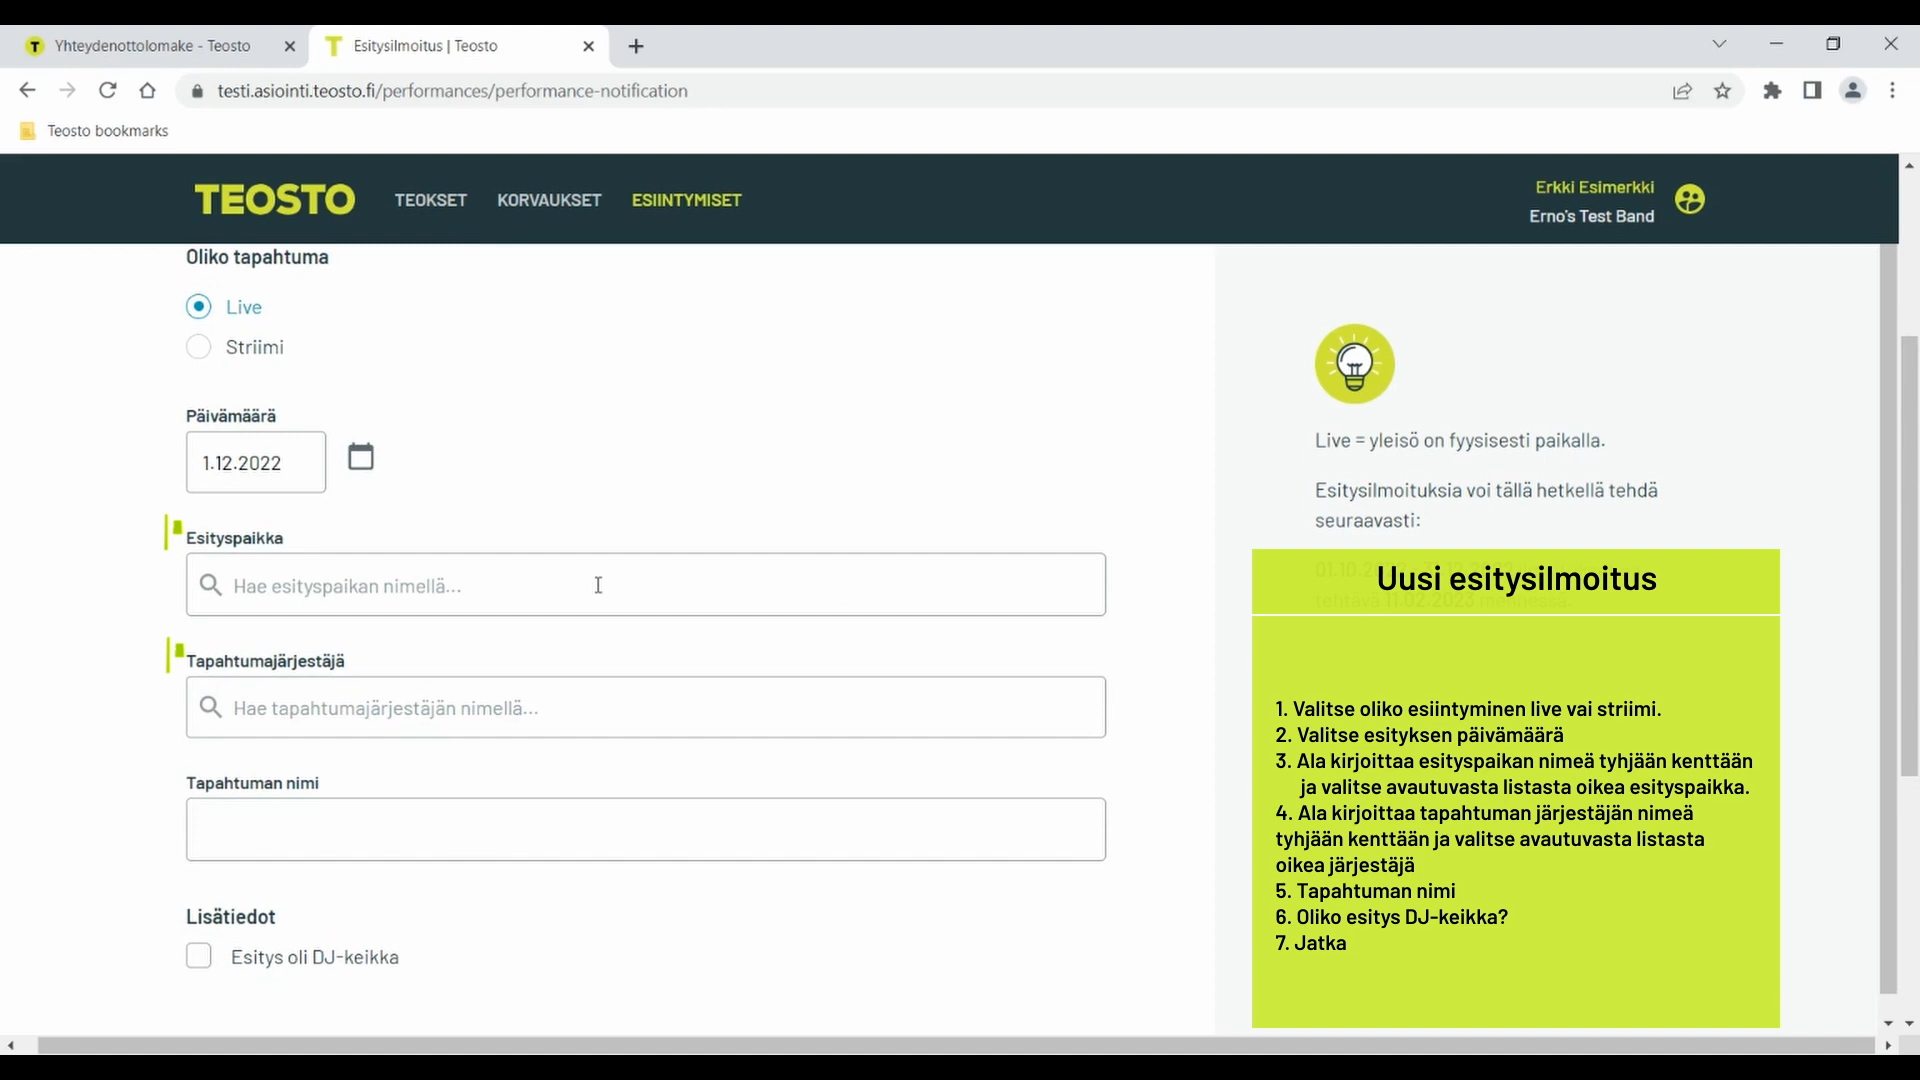 Yhteydenottolomake - Teosto
Esitysilmoitus | Teosto
testi.asiointi.teosto.fi/performances/performance-notification
Teosto bookmarks
TEOSTO
TEOKSET
KORVAUKSET
ESIINTYMISET
Erkki Esimerkki
Erno's Test Band
Oliko tapahtuma
Live
Striimi
Päivämäärä
1.12.2022
Esityspaikka
Hae esityspaikan nimellä...
Tapahtumajärjestäjä
Hae tapahtumajärjestäjän nimellä...
Tapahtuman nimi
Lisätiedot
Esitys oli DJ-keikka
Live = yleisö on fyysisesti paikalla.
Esitysilmoituksia voi tällä hetkellä tehdä
seuraavasti:
Uusi esitysilmoitus
1. Valitse oliko esiintyminen live vai striimi.
2. Valitse esityksen päivämäärä
3. Ala kirjoittaa esityspaikan nimeä tyhjään kenttään
ja valitse avautuvasta listasta oikea esityspaikka.
4. Ala kirjoittaa tapahtuman järjestäjän nimeä
tyhjään kenttään ja valitse avautuvasta listasta
oikea järjestäjä
5. Tapahtuman nimi
6. Oliko esitys DJ-keikka?
7. Jatka